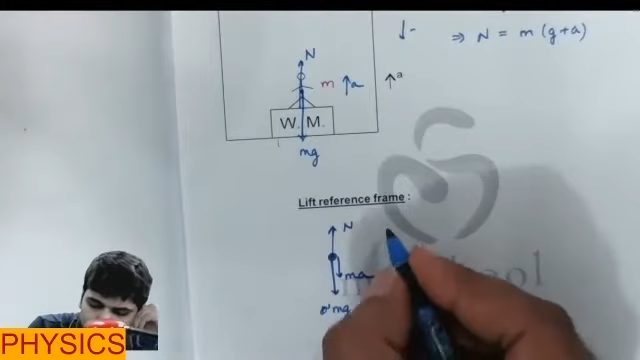 ⇒ N = m (g+a)
↓-
N
m ↑a
↑a
W. M.
mg
Lift reference frame :
N
ma
mg
PHYSICS